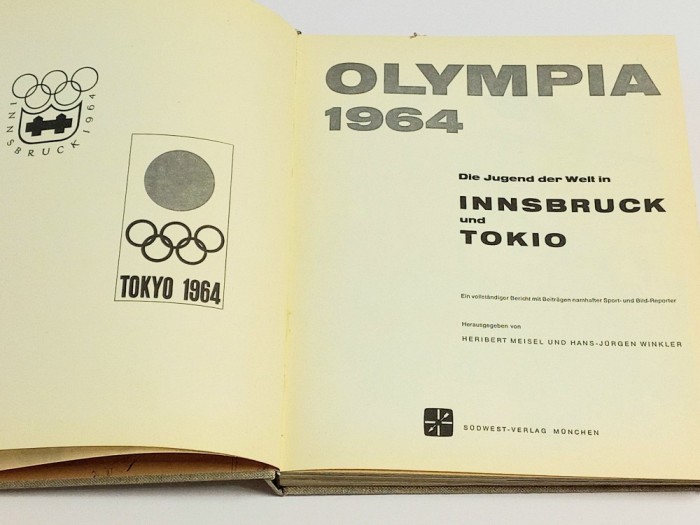 INNSBRUCK 1964
TOKYO 1964
OLYMPIA
1964
Die Jugend der Welt in
INNSBRUCK
und
TOKIO
Ein vollständiger Bericht mit Beiträgen namhafter Sport- und Bild-Reporter
Herausgegeben von
HERIBERT MEISEL UND HANS-JÜRGEN WINKLER
SÜDWEST-VERLAG MÜNCHEN